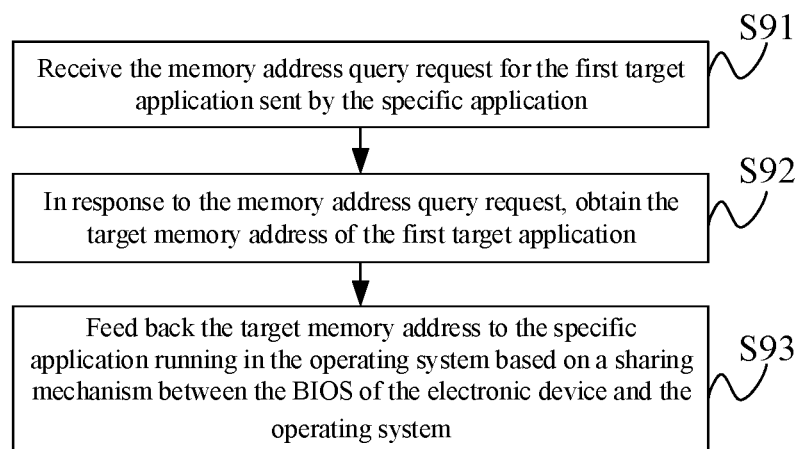 S91
Receive the memory address query request for the first target
application sent by the specific application
S92
In response to the memory address query request, obtain the
target memory address of the first target application
Feed back the target memory address to the specific
application running in the operating system based on a sharing
S93
mechanism between the BIOS of the electronic device and the
operating system